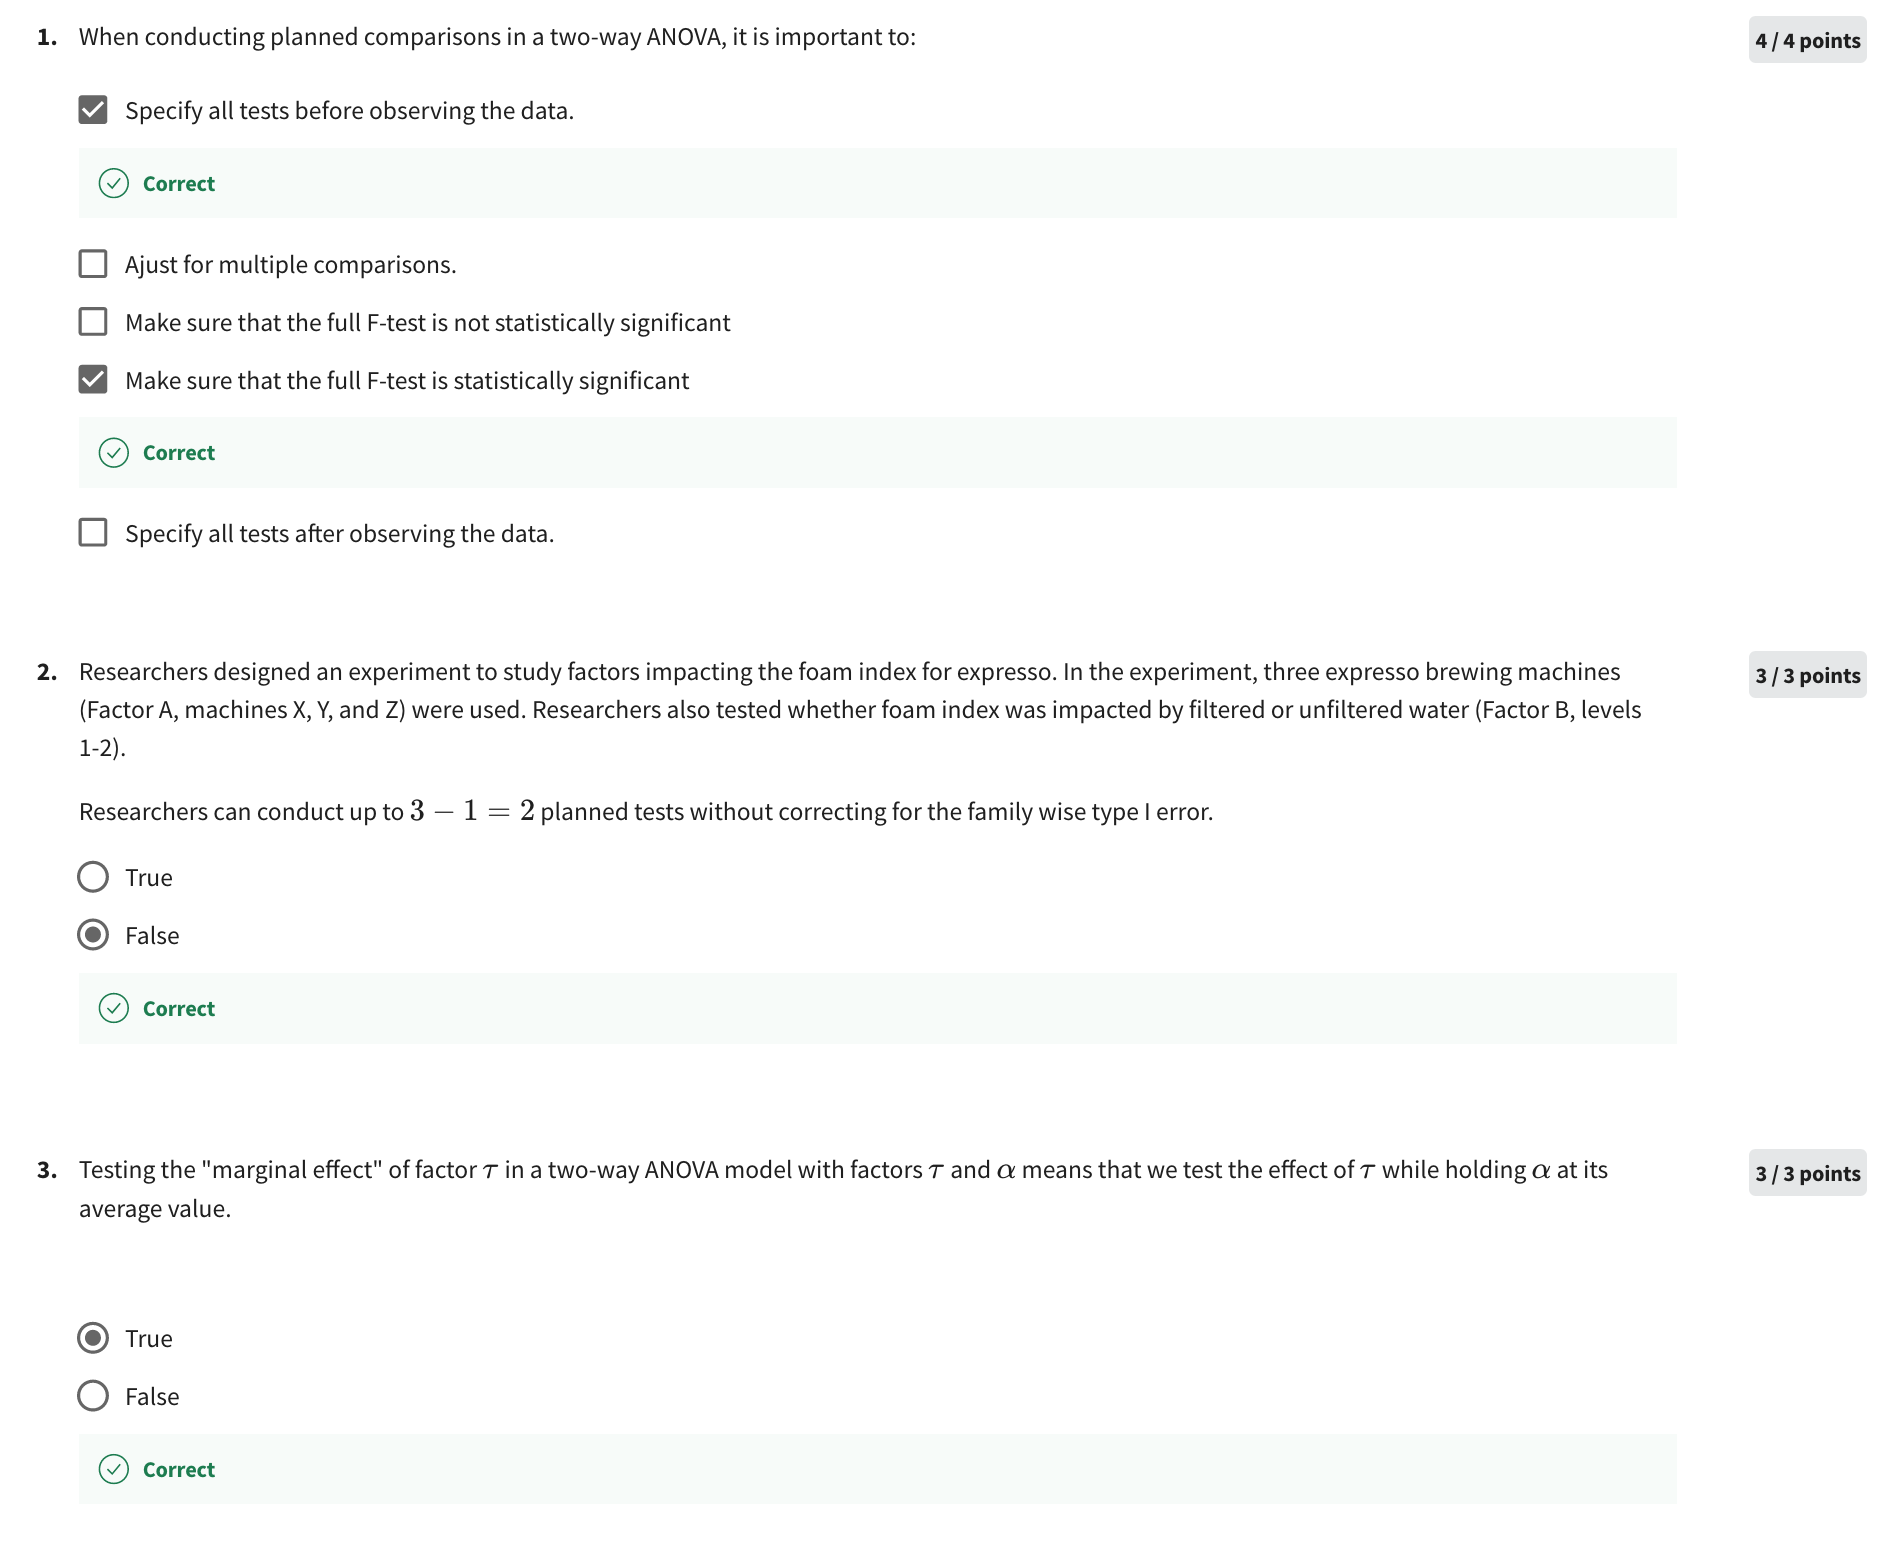 1. When conducting planned comparisons in a two-way ANOVA, it is important to:
4 / 4 points
Specify all tests before observing the data.
Correct
Ajust for multiple comparisons.
Make sure that the full F-test is not statistically significant
Make sure that the full F-test is statistically significant
Correct
Specify all tests after observing the data.
2. Researchers designed an experiment to study factors impacting the foam index for expresso. In the experiment, three expresso brewing machines
3 / 3 points
(Factor A, machines X, Y, and Z) were used. Researchers also tested whether foam index was impacted by filtered or unfiltered water (Factor B, levels
1-2).
Researchers can conduct up to 3 − 1 = 2 planned tests without correcting for the family wise type I error.
True
False
Correct
3. Testing the "marginal effect" of factor τ in a two-way ANOVA model with factors τ and α means that we test the effect of τ while holding α at its
3 / 3 points
average value.
True
False
Correct